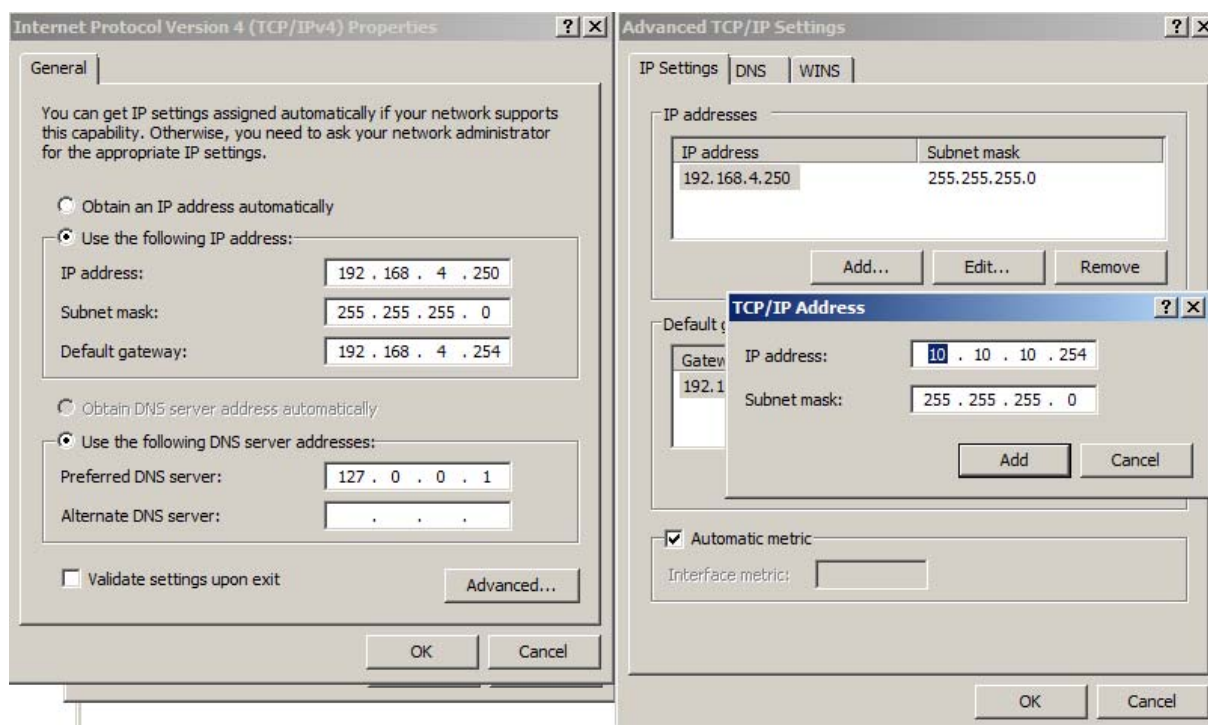 Internet Protocol Version 4 (TCP/IPv4) Properties
General
You can get IP settings assigned automatically if your network supports
this capability. Otherwise, you need to ask your network administrator
for the appropriate IP settings.
Obtain an IP address automatically
Use the following IP address:
IP address: 192 . 168 . 4 . 250
Subnet mask: 255 . 255 . 255 . 0
Default gateway: 192 . 168 . 4 . 254
Obtain DNS server address automatically
Use the following DNS server addresses:
Preferred DNS server: 127 . 0 . 0 . 1
Alternate DNS server: . . .
Validate settings upon exit
Advanced...
OK Cancel
Advanced TCP/IP Settings
IP Settings DNS WINS
IP addresses
IP address Subnet mask
192.168.4.250 255.255.255.0
Add... Edit... Remove
Default g
Gatew
192.1
TCP/IP Address
IP address: 10 . 10 . 10 . 254
Subnet mask: 255 . 255 . 255 . 0
Add Cancel
Automatic metric
Interface metric:
OK Cancel